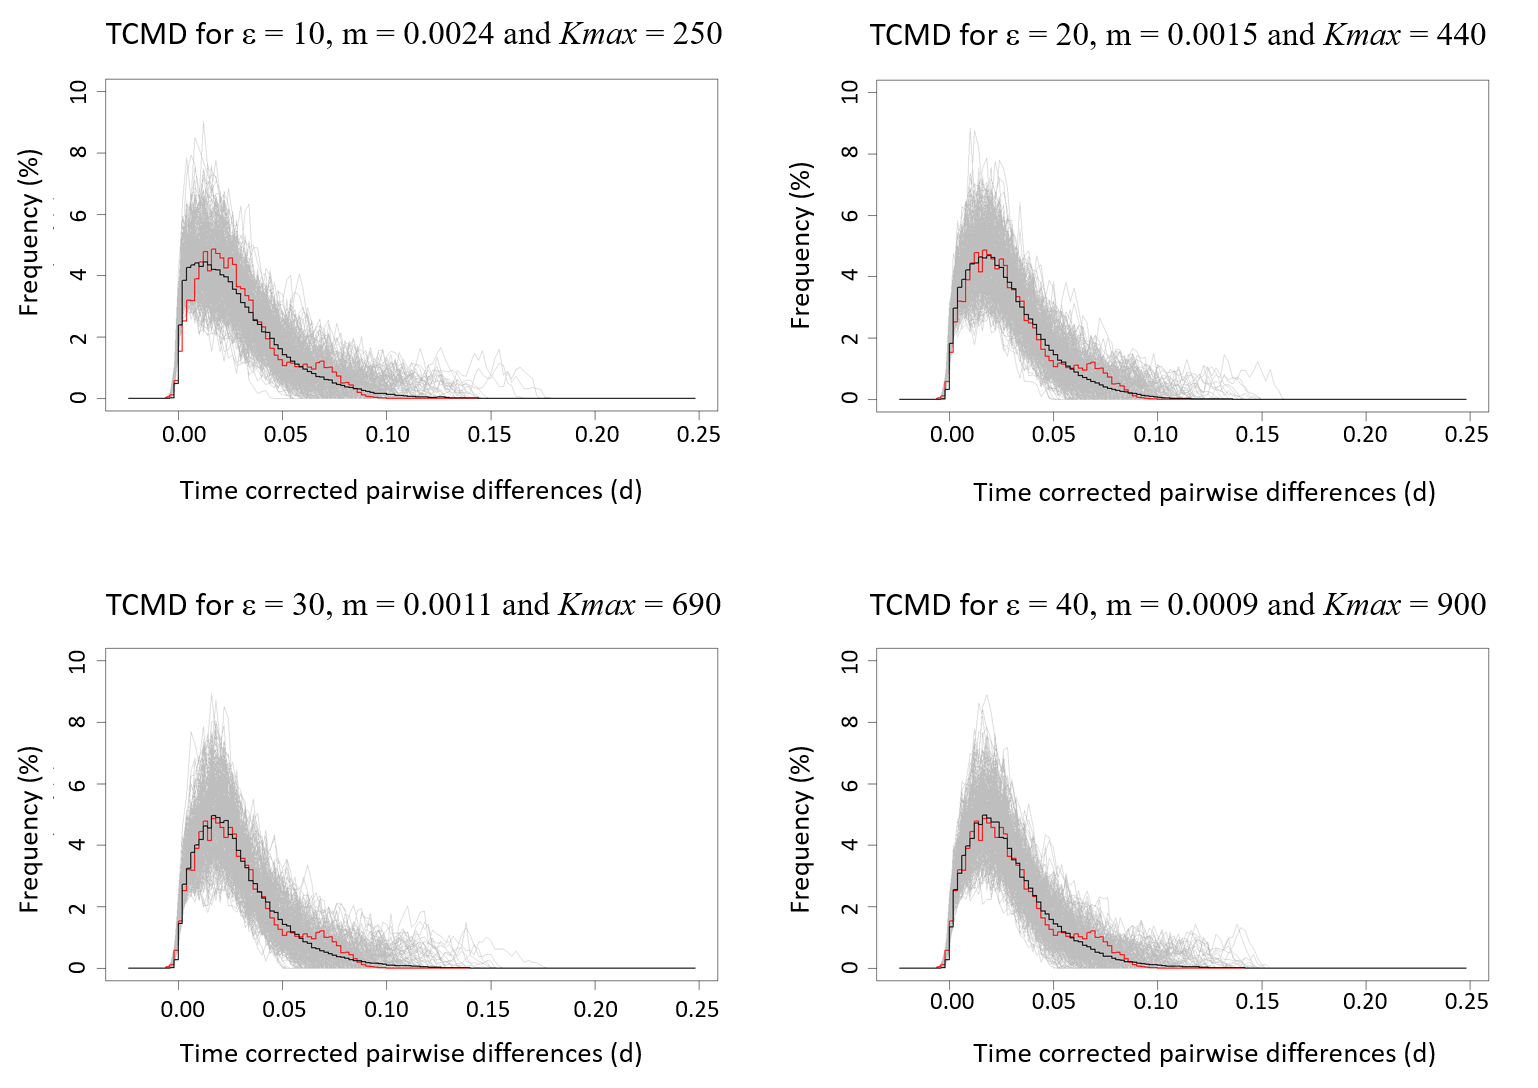 TCMD for ε = 10, m = 0.0024 and Kmax = 250
Frequency (%)
10
8
6
4
2
0
0.00 0.05 0.10 0.15 0.20 0.25
Time corrected pairwise differences (d)
TCMD for ε = 20, m = 0.0015 and Kmax = 440
Frequency (%)
10
8
6
4
2
0
0.00 0.05 0.10 0.15 0.20 0.25
Time corrected pairwise differences (d)
TCMD for ε = 30, m = 0.0011 and Kmax = 690
Frequency (%)
10
8
6
4
2
0
0.00 0.05 0.10 0.15 0.20 0.25
Time corrected pairwise differences (d)
TCMD for ε = 40, m = 0.0009 and Kmax = 900
Frequency (%)
10
8
6
4
2
0
0.00 0.05 0.10 0.15 0.20 0.25
Time corrected pairwise differences (d)